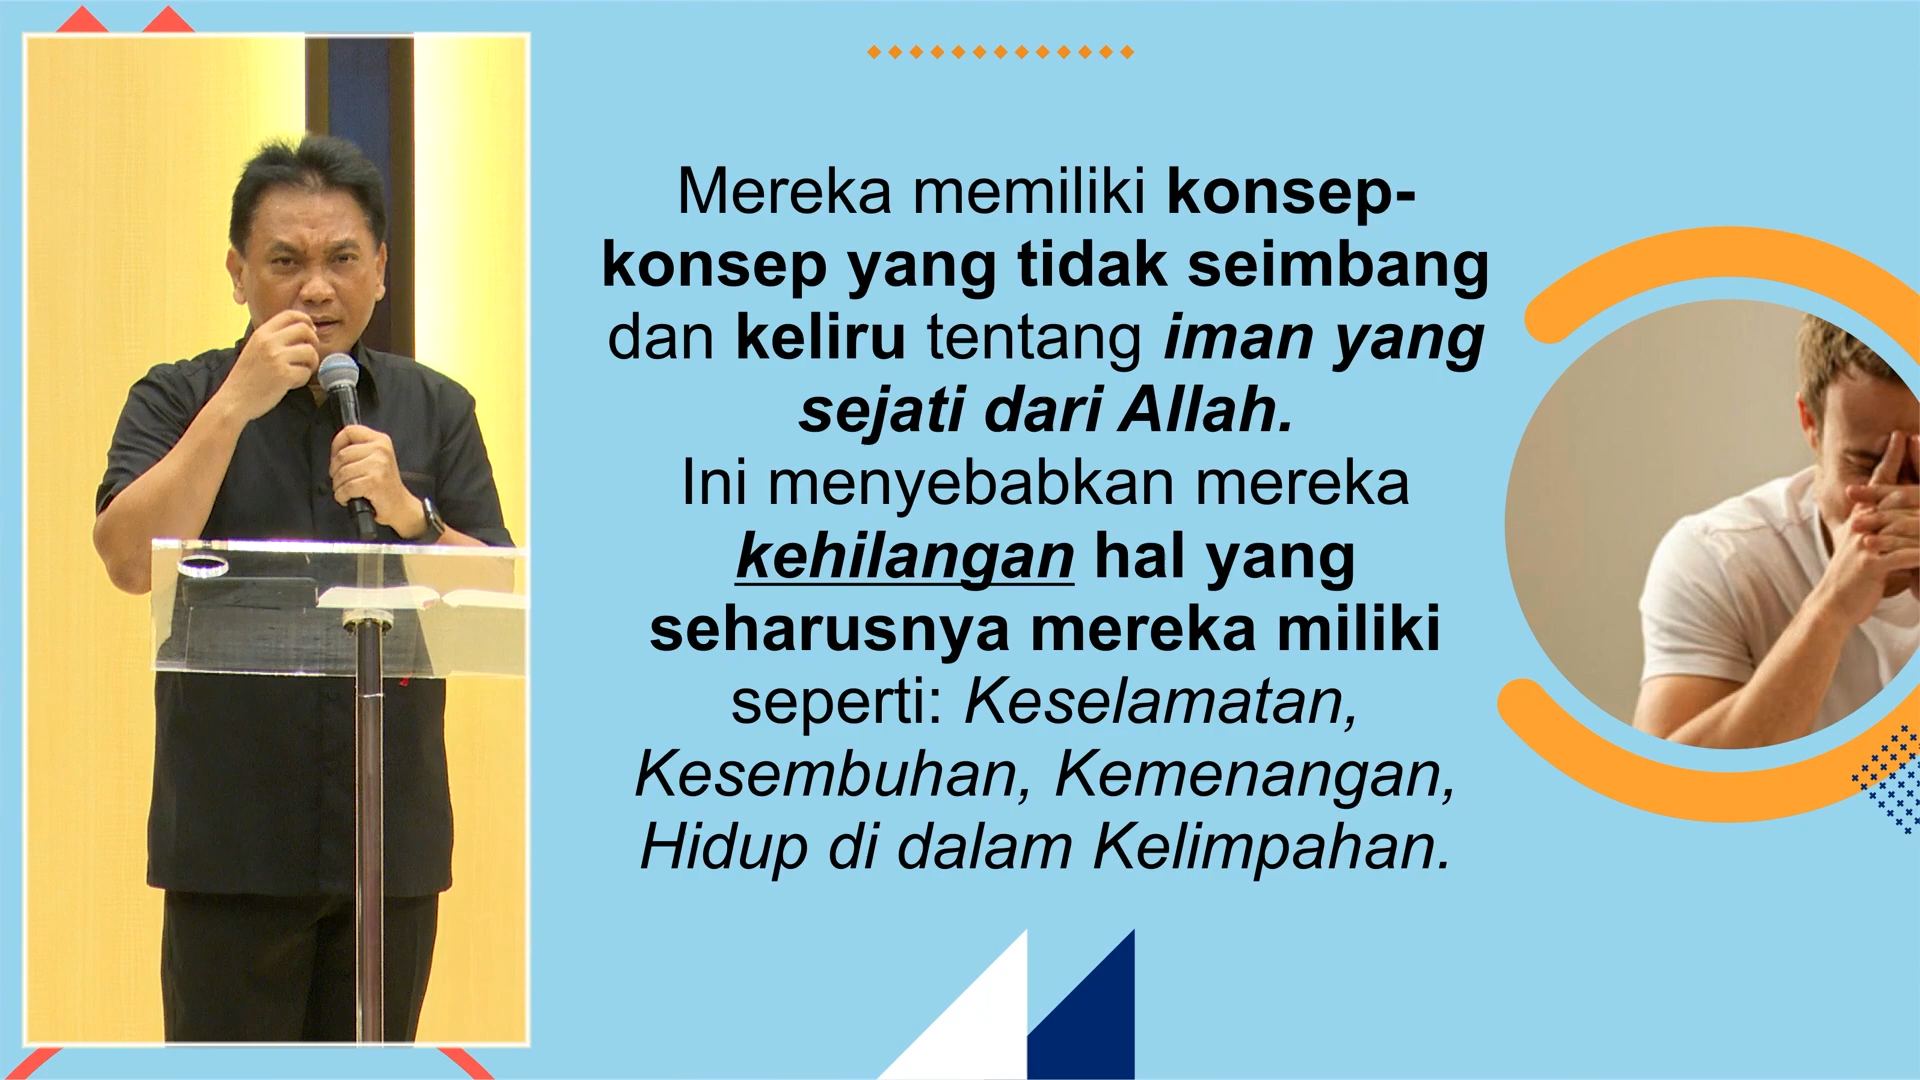 Mereka memiliki konsep-
konsep yang tidak seimbang
dan keliru tentang iman yang
sejati dari Allah.
Ini menyebabkan mereka
kehilangan hal yang
seharusnya mereka miliki
seperti: Keselamatan,
Kesembuhan, Kemenangan,
Hidup di dalam Kelimpahan.